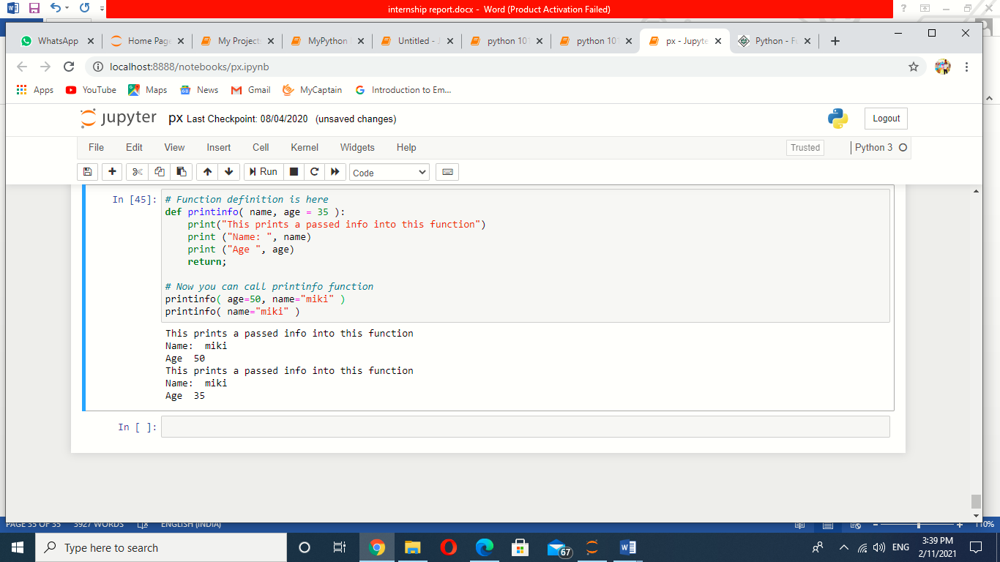 internship report.docx - Word (Product Activation Failed)
WhatsApp
Home Page
My Project
MyPython
Untitled - J
python 101
python 101
px - Jupyte
Python - Fu
localhost:8888/notebooks/px.ipynb
Apps YouTube Maps News Gmail MyCaptain Introduction to Em...
jupyter px Last Checkpoint: 08/04/2020 (unsaved changes)
Logout
File Edit View Insert Cell Kernel Widgets Help
Trusted Python 3
Run Code
In [45]: # Function definition is here
def printinfo( name, age = 35 ):
    print("This prints a passed info into this function")
    print ("Name: ", name)
    print ("Age ", age)
    return;
# Now you can call printinfo function
printinfo( age=50, name="miki" )
printinfo( name="miki" )
This prints a passed info into this function
Name:  miki
Age  50
This prints a passed info into this function
Name:  miki
Age  35
In [ ]:
PAGE 35 OF 35 3927 WORDS ENGLISH (INDIA) 110%
Type here to search
67
ENG
3:39 PM
2/11/2021